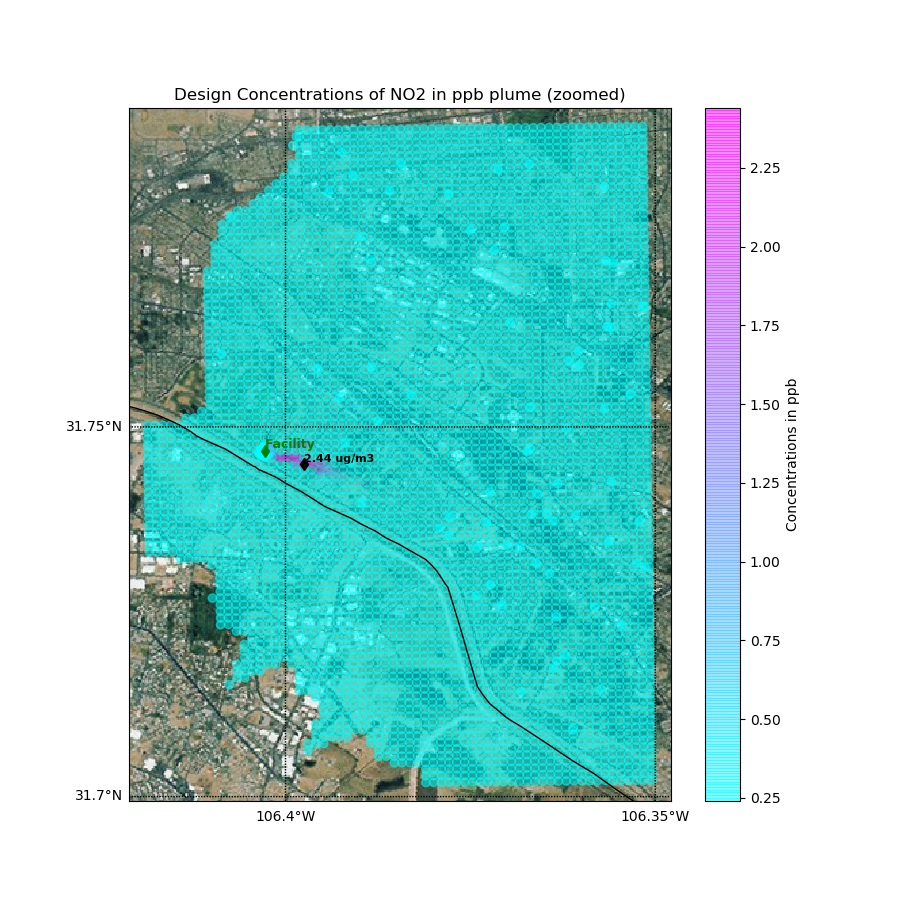 Design Concentrations of NO2 in ppb plume (zoomed)
2.25
2.00
1.75
1.50
1.25
1.00
0.75
0.50
0.25
Concentrations in ppb
31.75°N
31.7°N
Facility
2.44 ug/m3
106.4°W
106.35°W